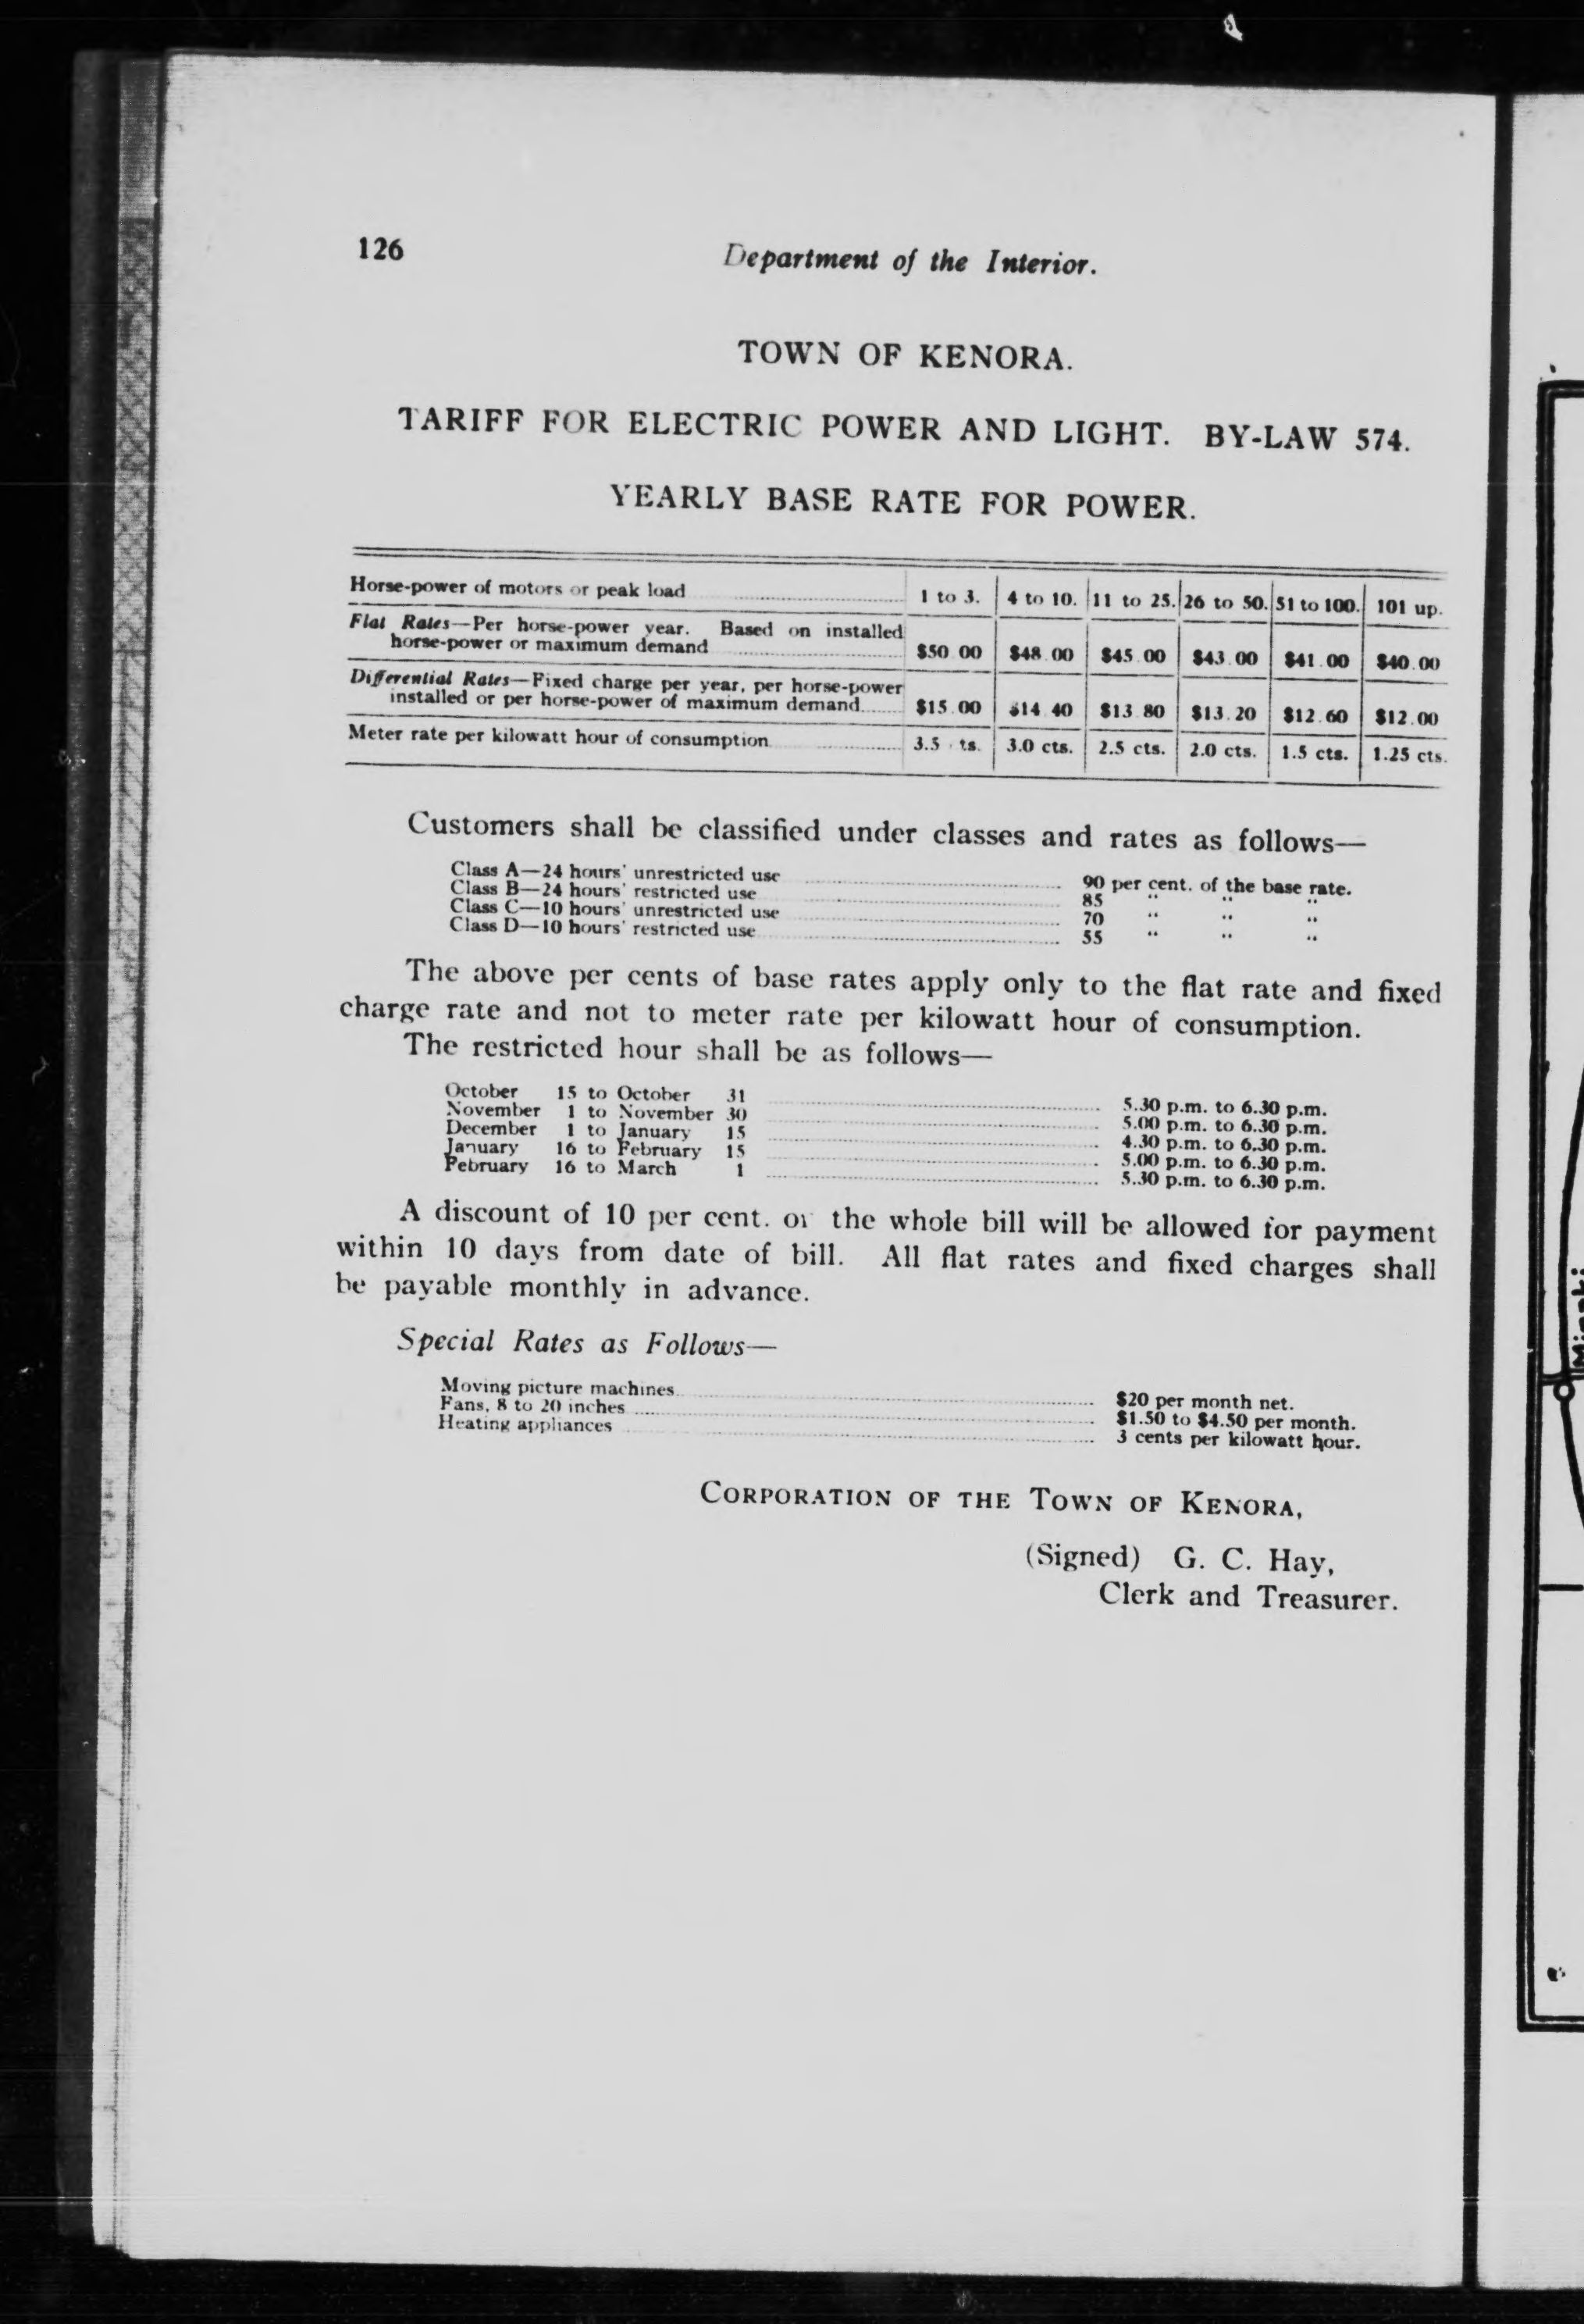 126
Department of the Interior.
TOWN OF KENORA.
TARIFF FOR ELECTRIC POWER AND LIGHT. BY-LAW 574.
YEARLY BASE RATE FOR POWER.
Horse-power of motors or peak load 1 to 3. 4 to 10. 11 to 25. 26 to 50. 51 to 100. 101 up.
Flat Rates—Per horse-power year. Based on installed
horse-power or maximum demand $50.00 $48.00 $45.00 $43.00 $41.00 $40.00
Differential Rates—Fixed charge per year, per horse-power
installed or per horse-power of maximum demand $15.00 $14.40 $13.80 $13.20 $12.60 $12.00
Meter rate per kilowatt hour of consumption 3.5 ts. 3.0 cts. 2.5 cts. 2.0 cts. 1.5 cts. 1.25 cts.
Customers shall be classified under classes and rates as follows—
Class A—24 hours' unrestricted use 90 per cent. of the base rate.
Class B—24 hours' restricted use 85 " " "
Class C—10 hours' unrestricted use 70 " " "
Class D—10 hours' restricted use 55 " " "
The above per cents of base rates apply only to the flat rate and fixed
charge rate and not to meter rate per kilowatt hour of consumption.
The restricted hour shall be as follows—
October 15 to October 31 5.30 p.m. to 6.30 p.m.
November 1 to November 30 5.00 p.m. to 6.30 p.m.
December 1 to January 15 4.30 p.m. to 6.30 p.m.
January 16 to February 15 5.00 p.m. to 6.30 p.m.
February 16 to March 1 5.30 p.m. to 6.30 p.m.
A discount of 10 per cent. or the whole bill will be allowed for payment
within 10 days from date of bill. All flat rates and fixed charges shall
be payable monthly in advance.
Special Rates as Follows—
Moving picture machines $20 per month net.
Fans, 8 to 20 inches $1.50 to $4.50 per month.
Heating appliances 3 cents per kilowatt hour.
CORPORATION OF THE TOWN OF KENORA,
(Signed) G. C. Hay,
Clerk and Treasurer.